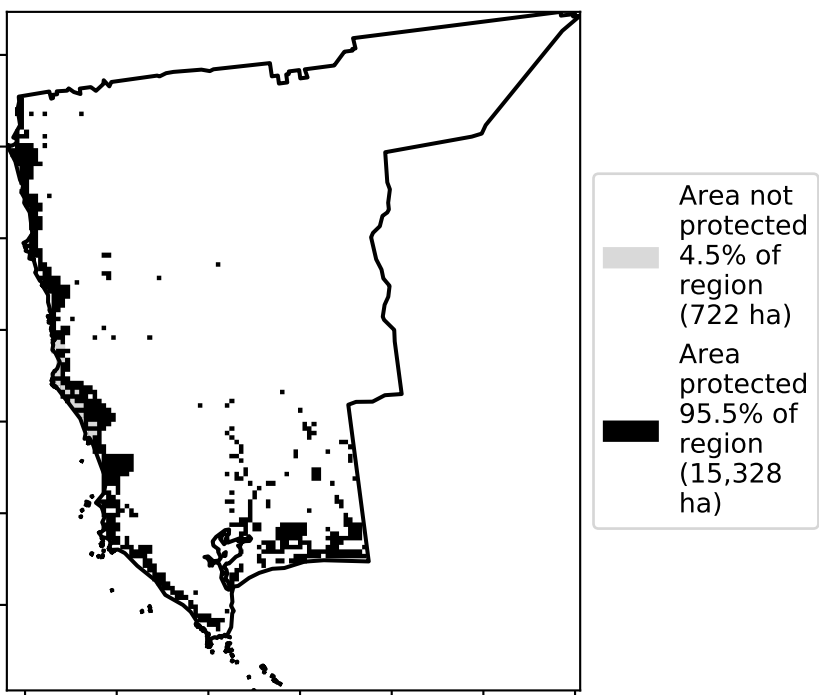 Area not
protected
4.5% of
region
(722 ha)
Area
protected
95.5% of
region
(15,328
ha)